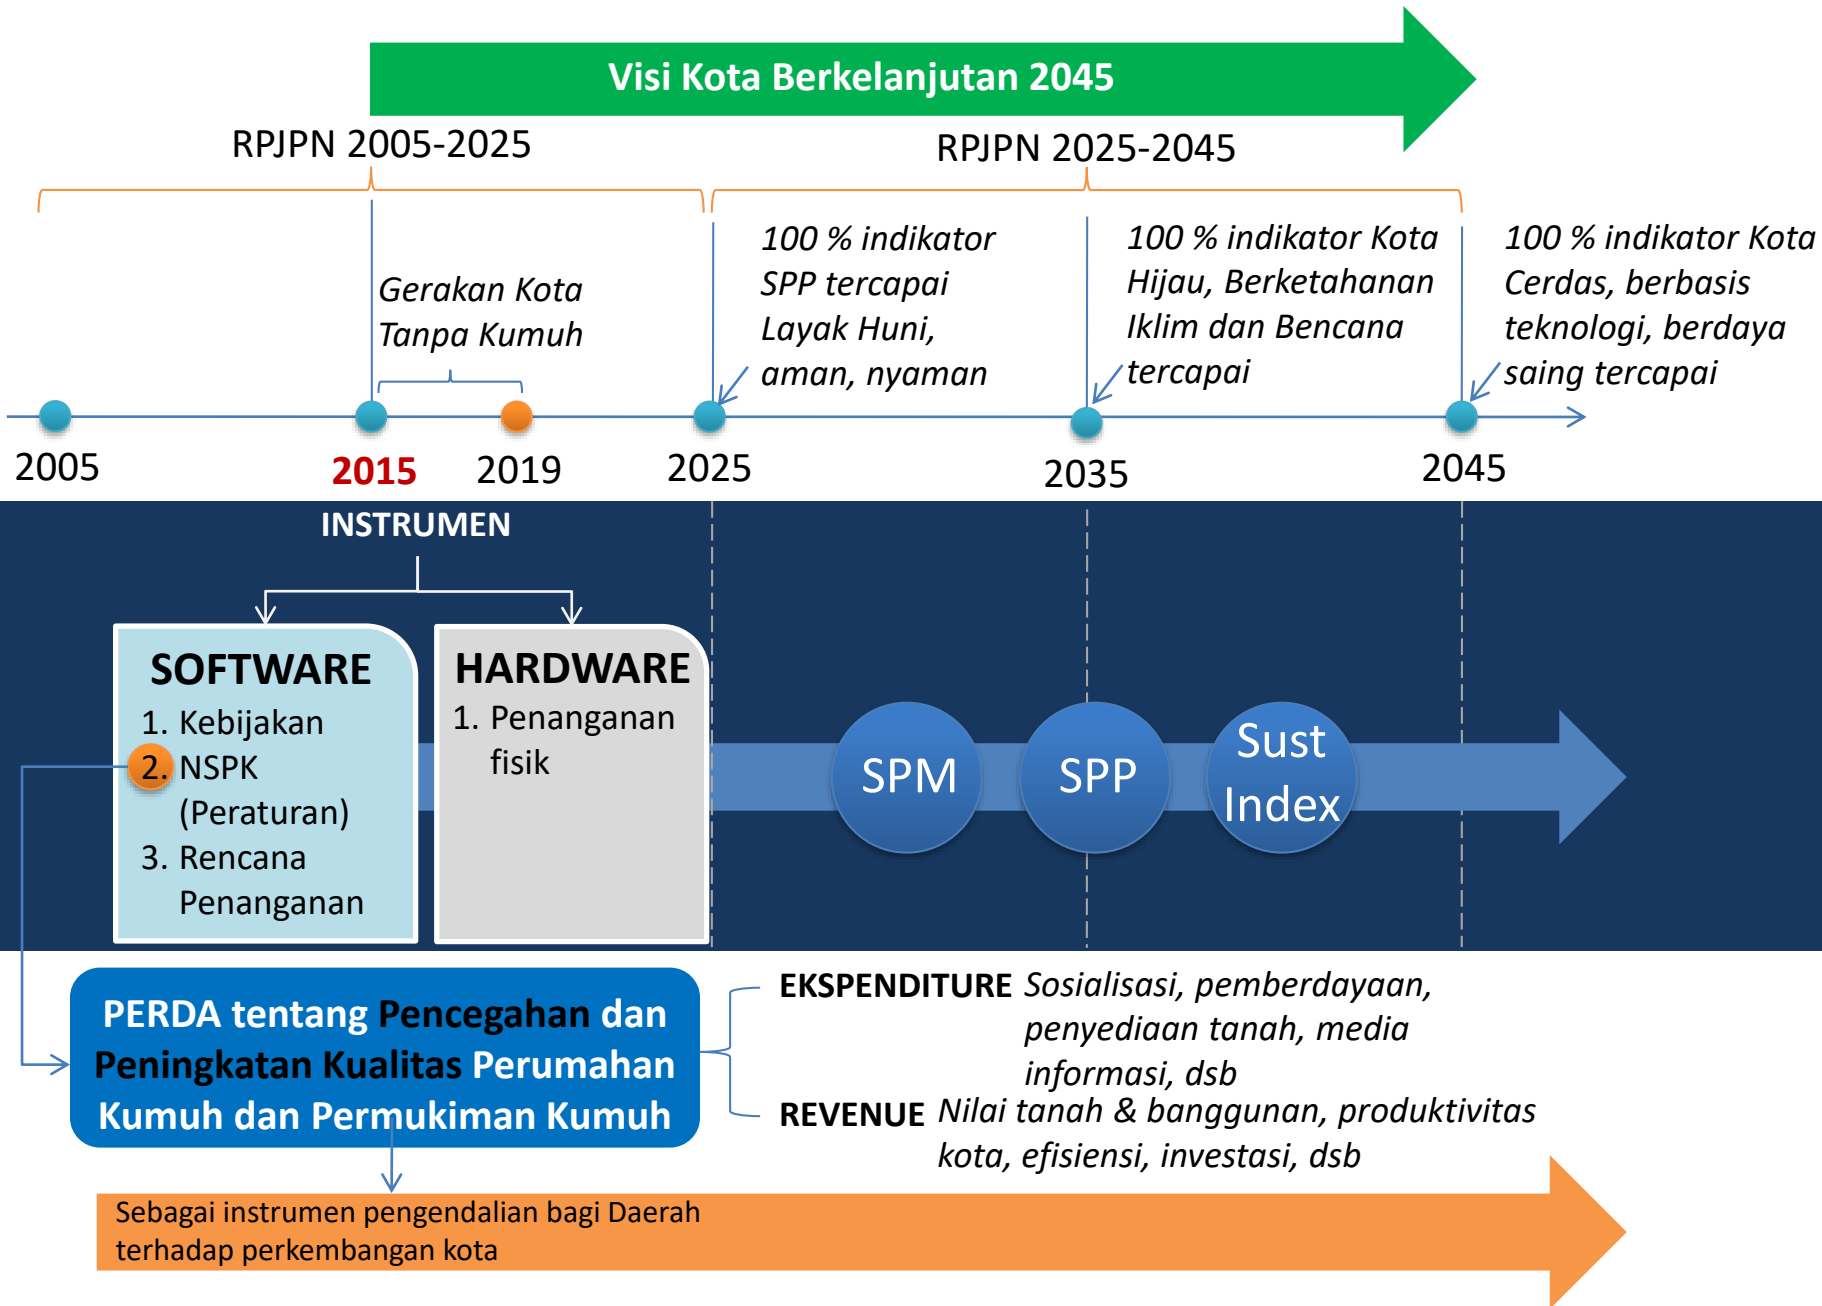 Visi Kota Berkelanjutan 2045
RPJPN 2005-2025
RPJPN 2025-2045
Gerakan Kota
Tanpa Kumuh
100 % indikator
SPP tercapai
Layak Huni,
aman, nyaman
100 % indikator Kota
Hijau, Berketahanan
Iklim dan Bencana
tercapai
100 % indikator Kota
Cerdas, berbasis
teknologi, berdaya
saing tercapai
2005
2015
2019
2025
2035
2045
INSTRUMEN
SOFTWARE
1. Kebijakan
2. NSPK
(Peraturan)
3. Rencana
Penanganan
HARDWARE
1. Penanganan
fisik
SPM
SPP
Sust
Index
PERDA tentang Pencegahan dan
Peningkatan Kualitas Perumahan
Kumuh dan Permukiman Kumuh
EKSPENDITURE Sosialisasi, pemberdayaan,
penyediaan tanah, media
informasi, dsb
REVENUE Nilai tanah & banggunan, produktivitas
kota, efisiensi, investasi, dsb
Sebagai instrumen pengendalian bagi Daerah
terhadap perkembangan kota